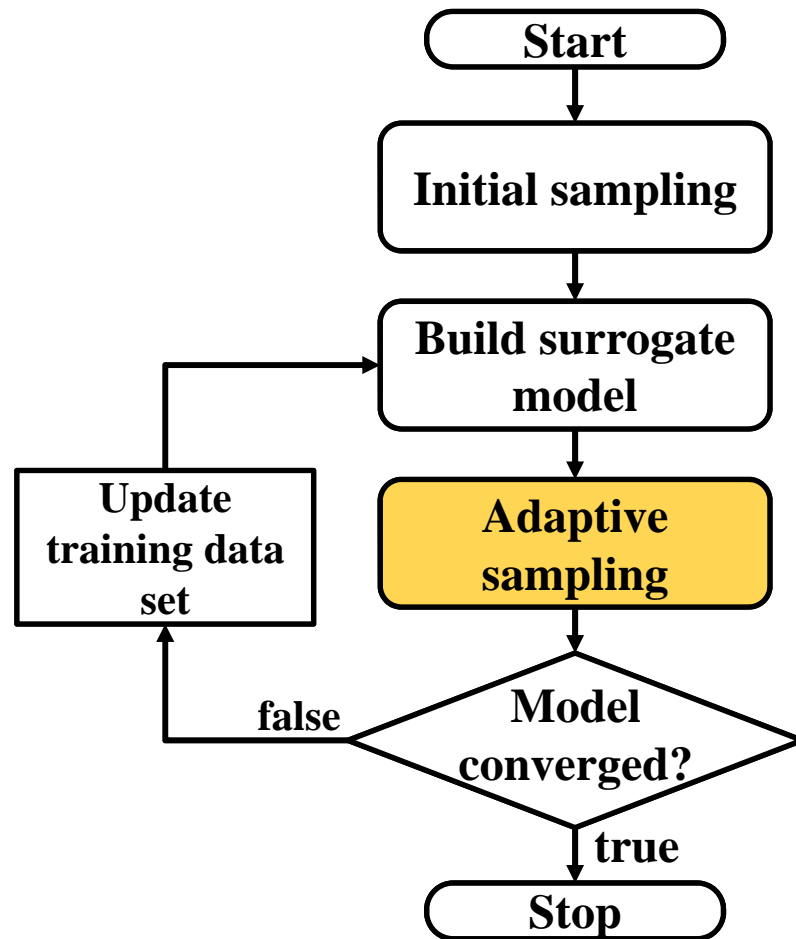 Start
Initial sampling
Build surrogate
model
Adaptive
sampling
Update
training data
set
false
Model
converged?
true
Stop